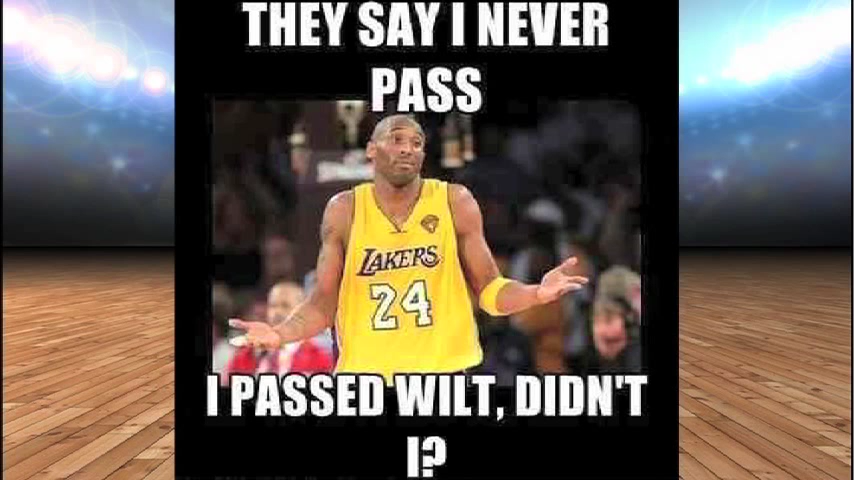 THEY SAY I NEVER
PASS
LAKERS
24
I PASSED WILT, DIDN'T
I?